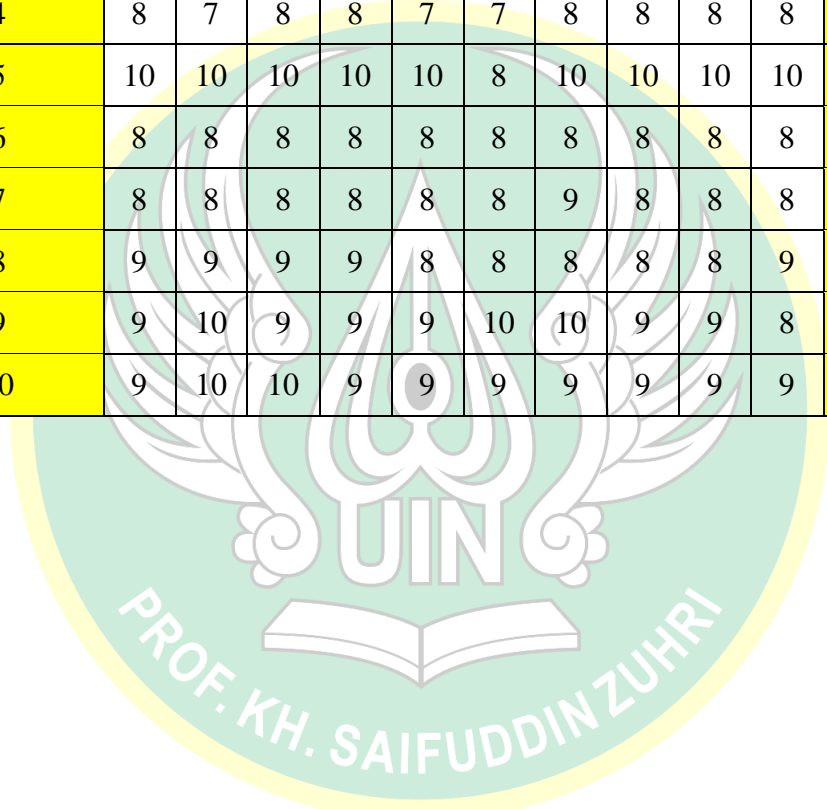 4 8 7 8 8 7 7 8 8 8 8
5 10 10 10 10 10 8 10 10 10 10
6 8 8 8 8 8 8 8 8 8 8
7 8 8 8 8 8 8 9 8 8 8
8 9 9 9 9 8 8 8 8 8 9
9 9 10 9 9 9 10 10 9 9 8
0 9 10 10 9 9 9 9 9 9 9
UIN
PROF. KH. SAIFUDDIN ZUHRI